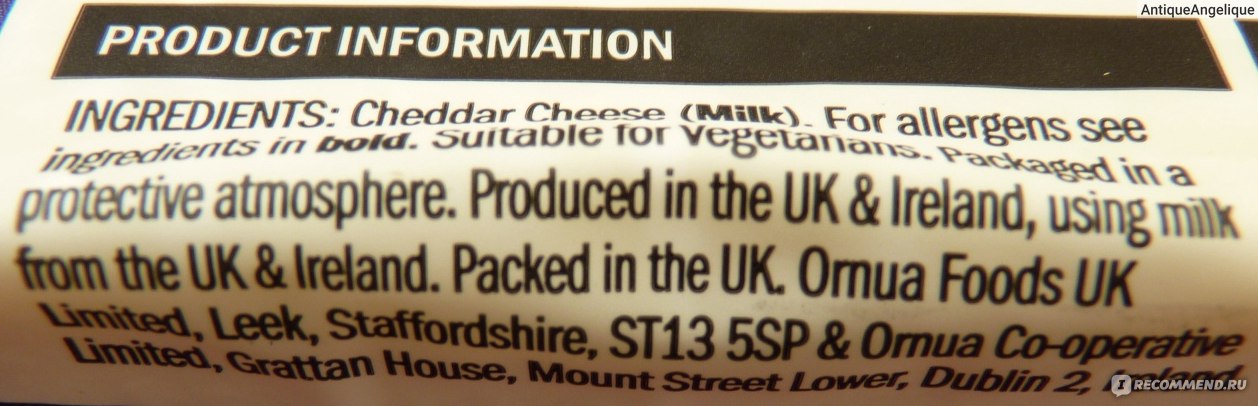 AntiqueAngelique
PRODUCT INFORMATION
INGREDIENTS: Cheddar Cheese (Milk). For allergens see
ingredients in bold. Suitable for Vegetarians. Packaged in a
protective atmosphere. Produced in the UK & Ireland, using milk
from the UK & Ireland. Packed in the UK. Ornua Foods UK
Limited, Leek, Staffordshire, ST13 5SP & Ornua Co-operative
Limited, Grattan House, Mount Street Lower, Dublin 2, Ireland
I RECOMMEND.RU